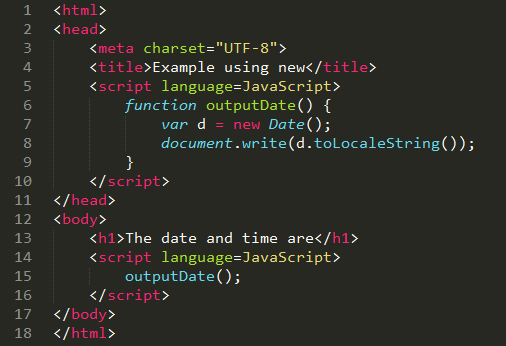 1 <html>
2 <head>
3     <meta charset="UTF-8">
4     <title>Example using new</title>
5     <script language=JavaScript>
6         function outputDate() {
7             var d = new Date();
8             document.write(d.toLocaleString());
9         }
10     </script>
11 </head>
12 <body>
13     <h1>The date and time are</h1>
14     <script language=JavaScript>
15         outputDate();
16     </script>
17 </body>
18 </html>